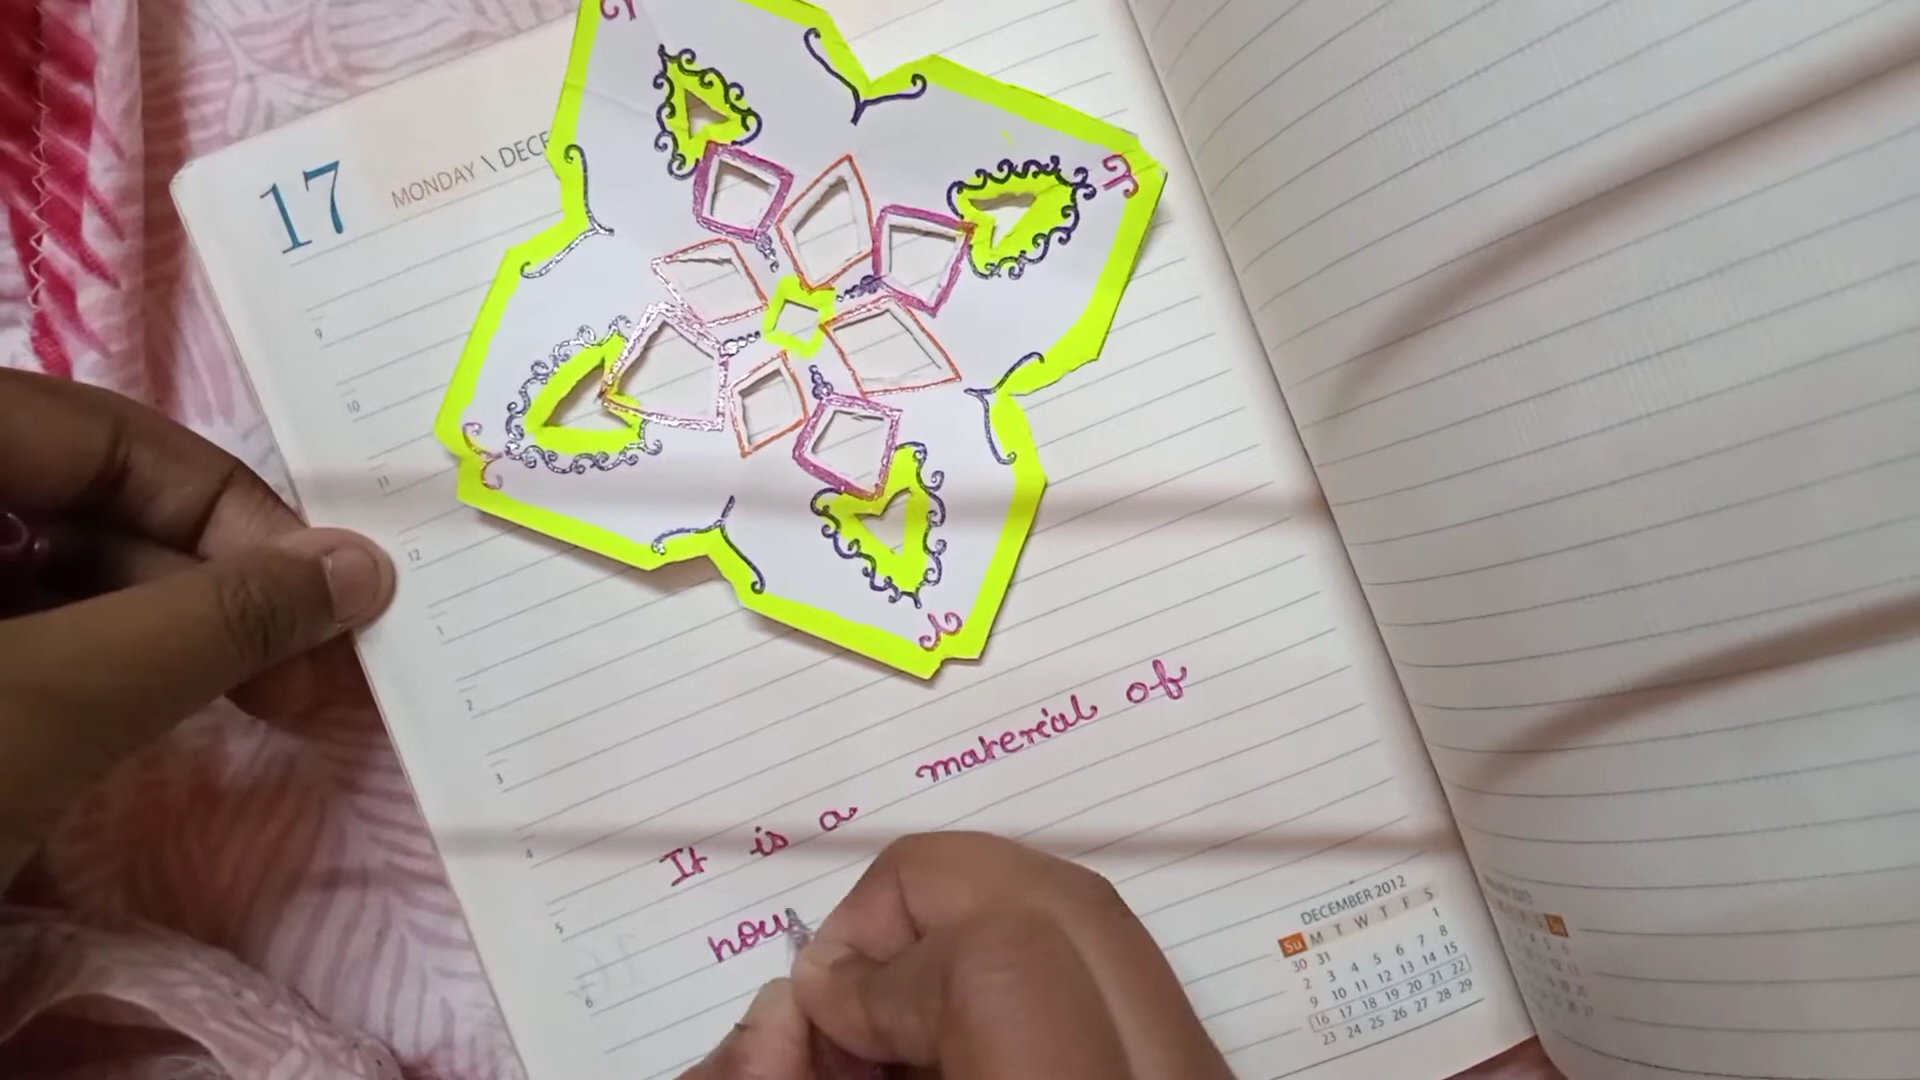 17 MONDAY \ DECE
9
10
11
12
1
2
3
4
5
6
It is a material of
hou
DECEMBER 2012
Su M T W T F S
30 31 1
2 3 4 5 6 7 8
9 10 11 12 13 14 15
16 17 18 19 20 21 22
23 24 25 26 27 28 29